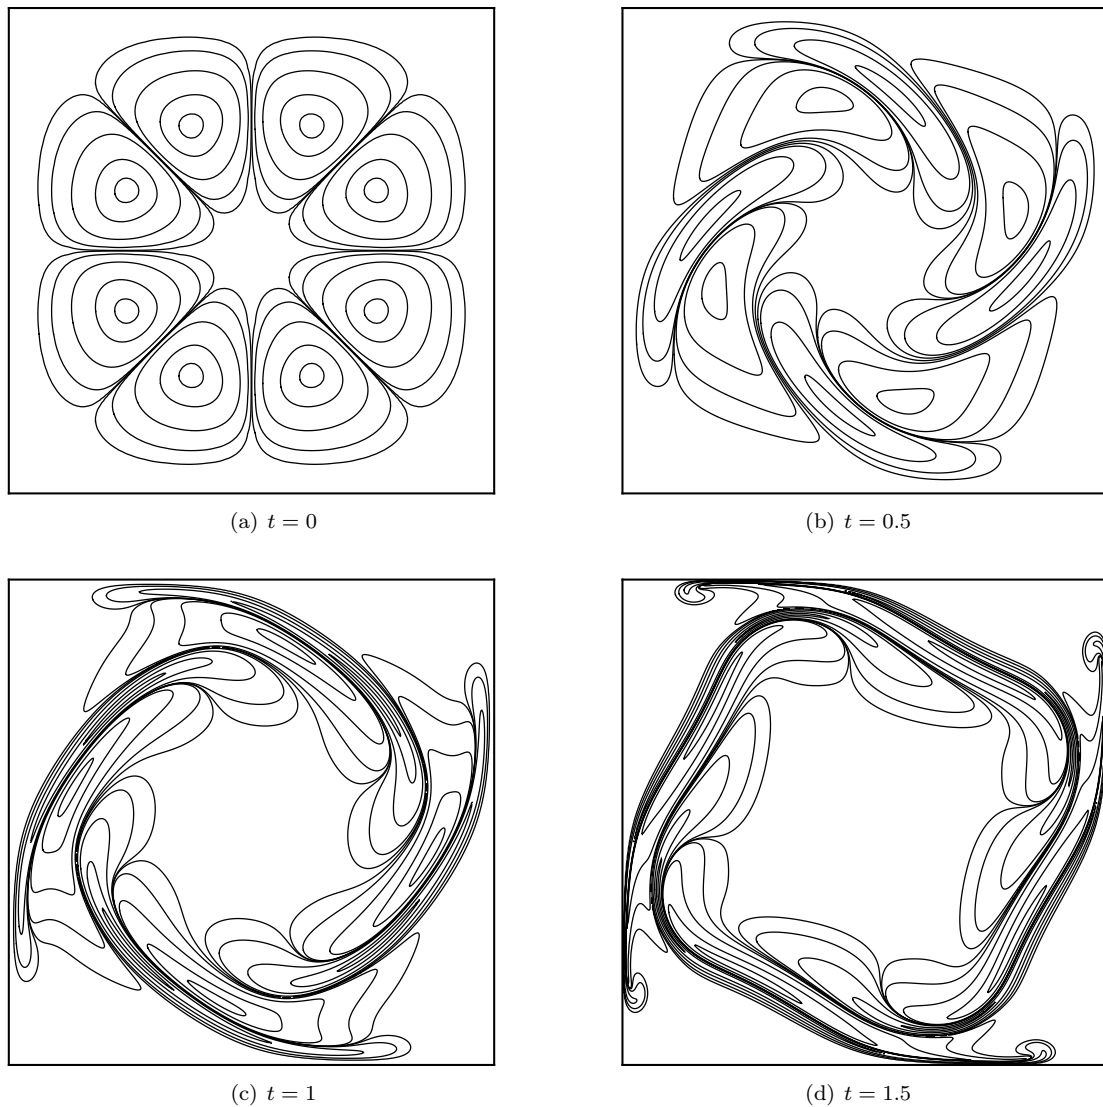 (a) t = 0
(b) t = 0.5
(c) t = 1
(d) t = 1.5